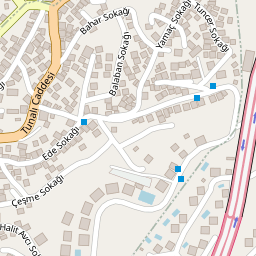 Bahar Sokağı
Tuncer Sokağı
Yamaç Sokağı
Balaban Sokağı
Tunalı Caddesi
Ede Sokağı
Çeşme Sokağı
Halit Avcı So